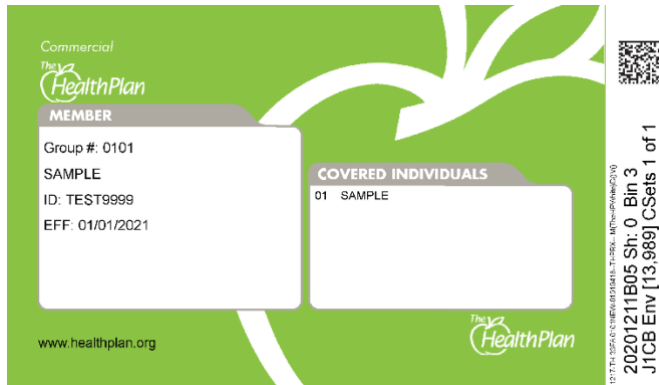 Commercial
The
HealthPlan
MEMBER
Group #: 0101
SAMPLE
ID: TEST9999
EFF: 01/01/2021
COVERED INDIVIDUALS
01 SAMPLE
www.healthplan.org
The
HealthPlan
20201211B05 Sh: 0 Bin 3
J1CB Env [13,989] CSets 1 of 1